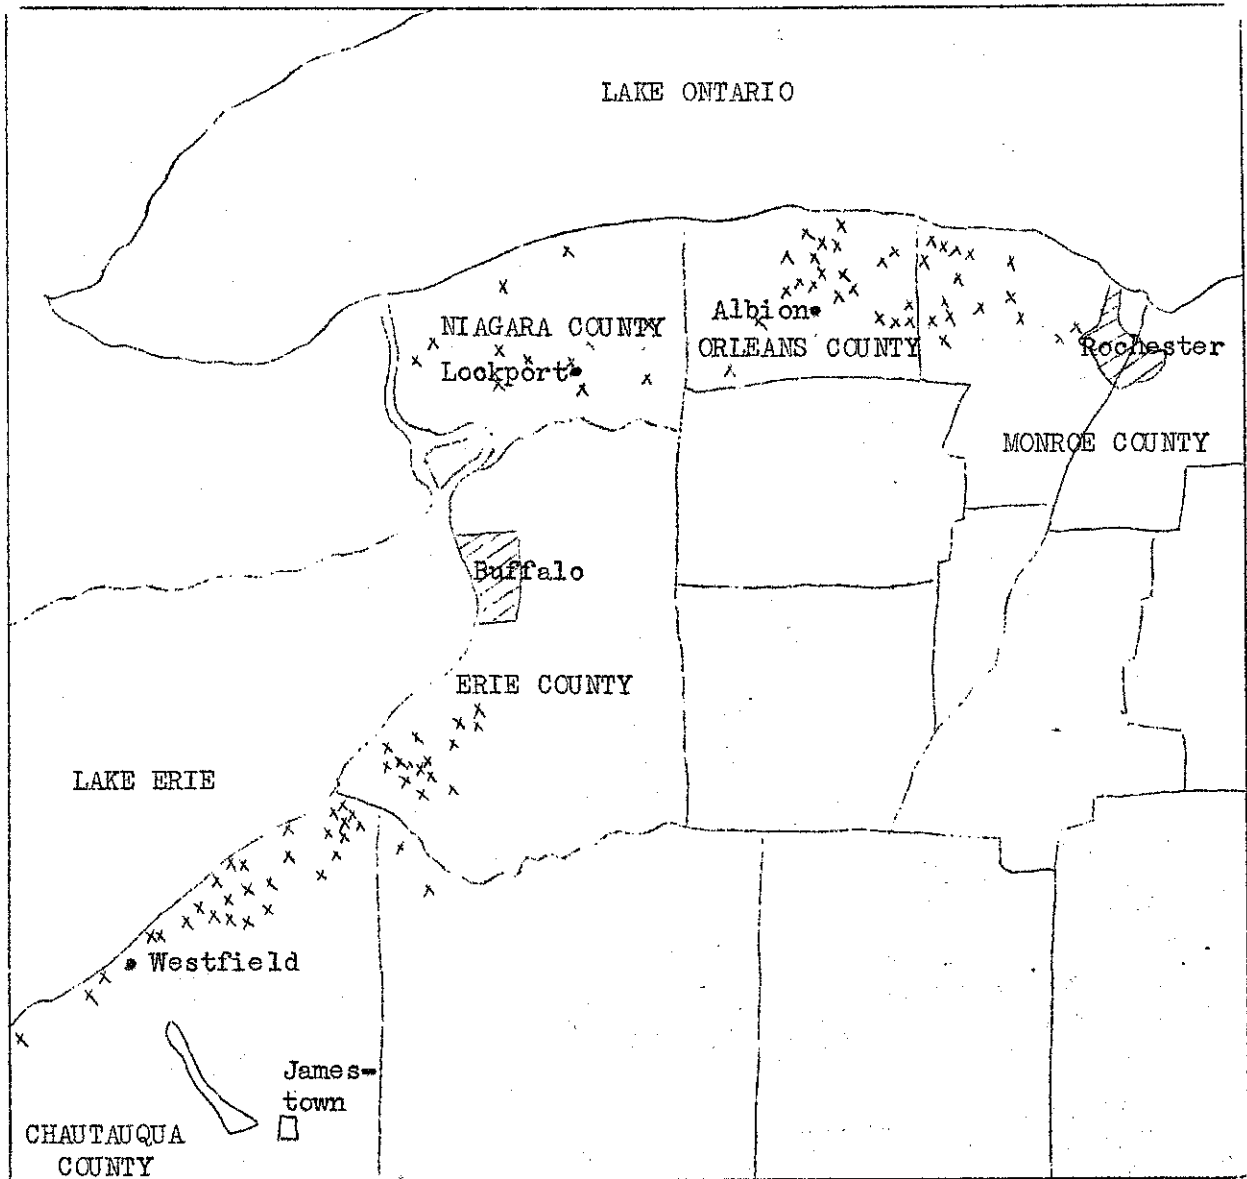 LAKE ONTARIO
NIAGARA COUNTY
Lockport
Albion
ORLEANS COUNTY
Rochester
MONROE COUNTY
Buffalo
ERIE COUNTY
LAKE ERIE
Westfield
James-
town
CHAUTAUQUA
COUNTY